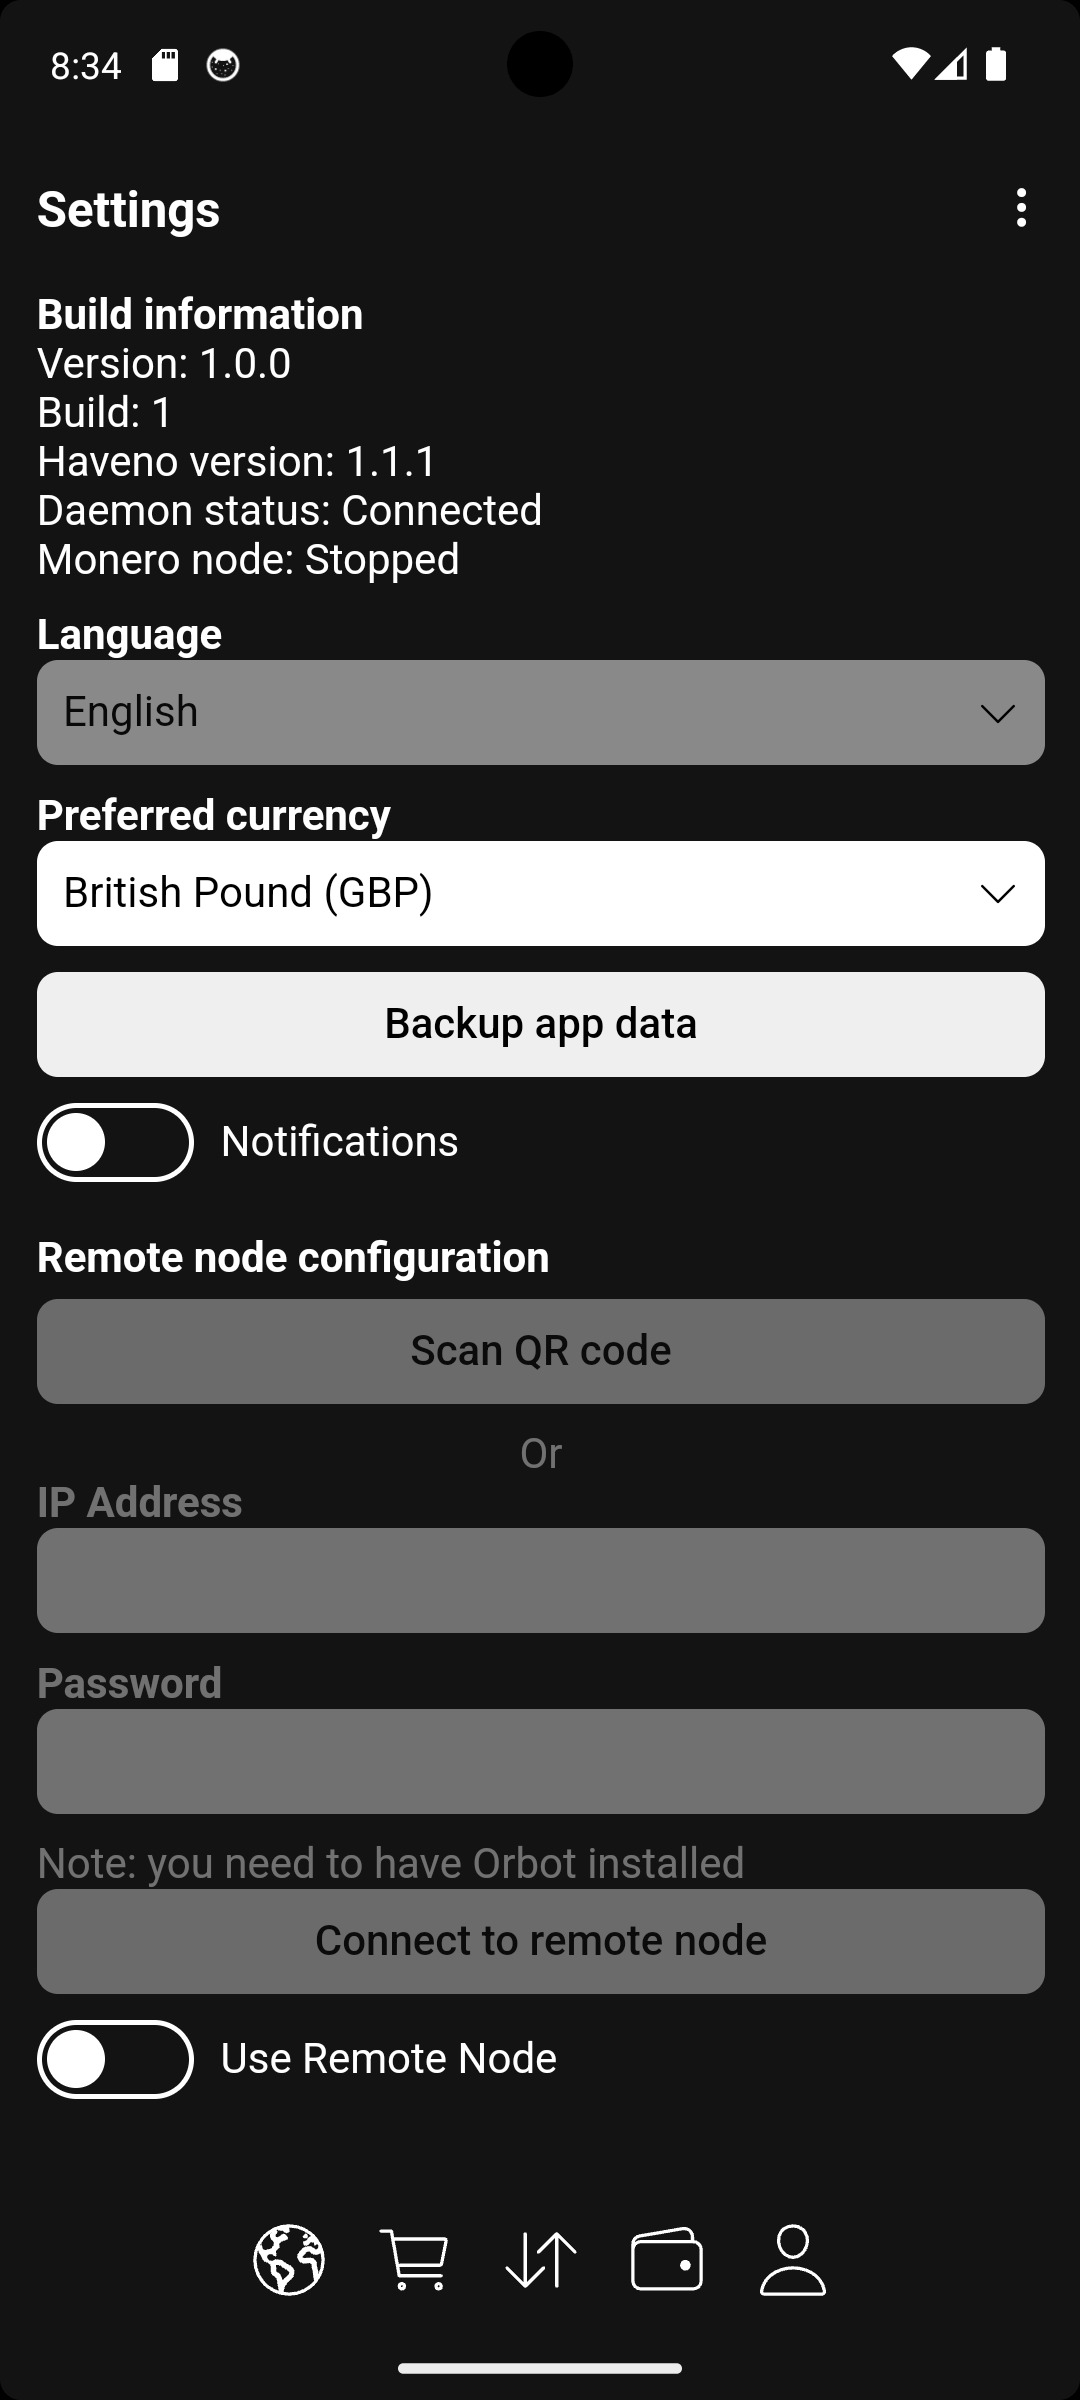 8:34
Settings
Build information
Version: 1.0.0
Build: 1
Haveno version: 1.1.1
Daemon status: Connected
Monero node: Stopped
Language
English
Preferred currency
British Pound (GBP)
Backup app data
Notifications
Remote node configuration
Scan QR code
Or
IP Address
Password
Note: you need to have Orbot installed
Connect to remote node
Use Remote Node